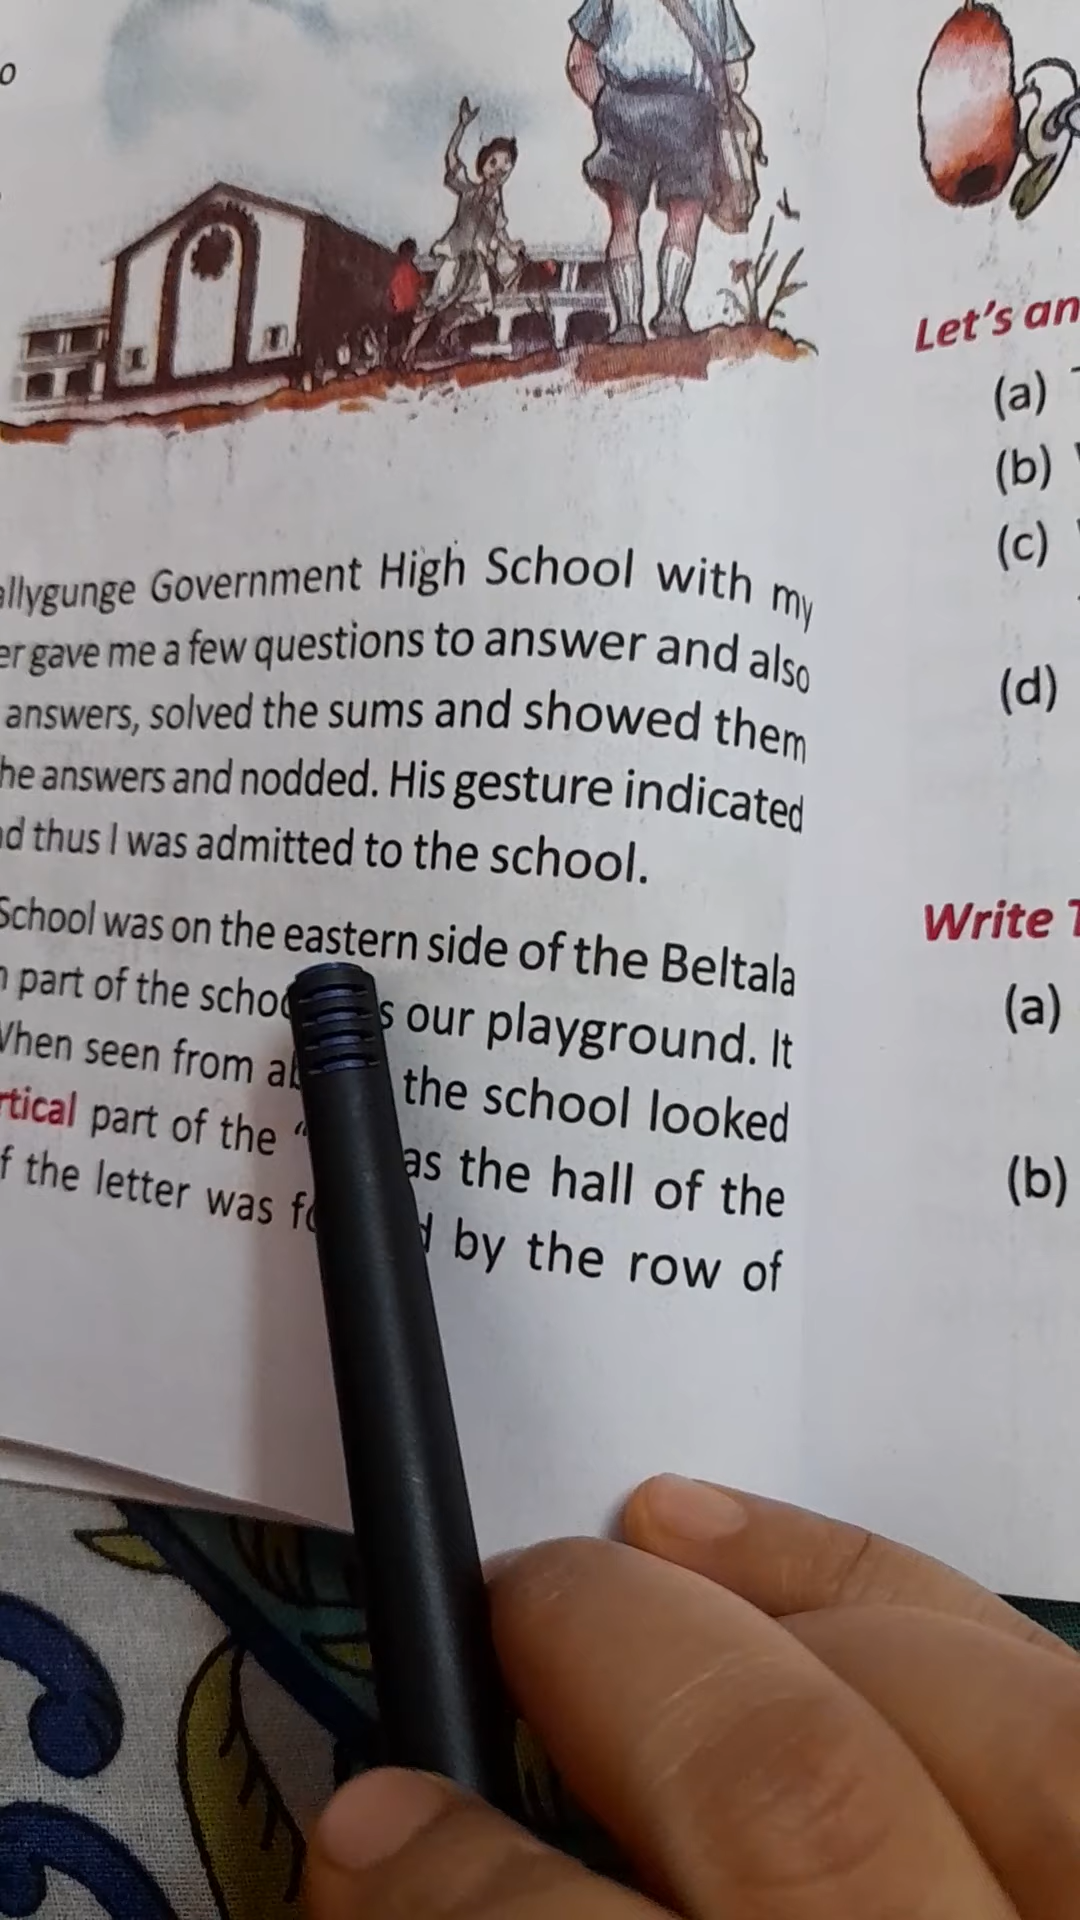 o
allygunge Government High School with my
er gave me a few questions to answer and also
answers, solved the sums and showed them
he answers and nodded. His gesture indicated
nd thus I was admitted to the school.
School was on the eastern side of the Beltala
part of the schoo s our playground. It
When seen from the school looked
rtical part of the " as the hall of the
f the letter was d by the row of
Let's an
(a)
(b)
(c)
(d)
Write T
(a)
(b)